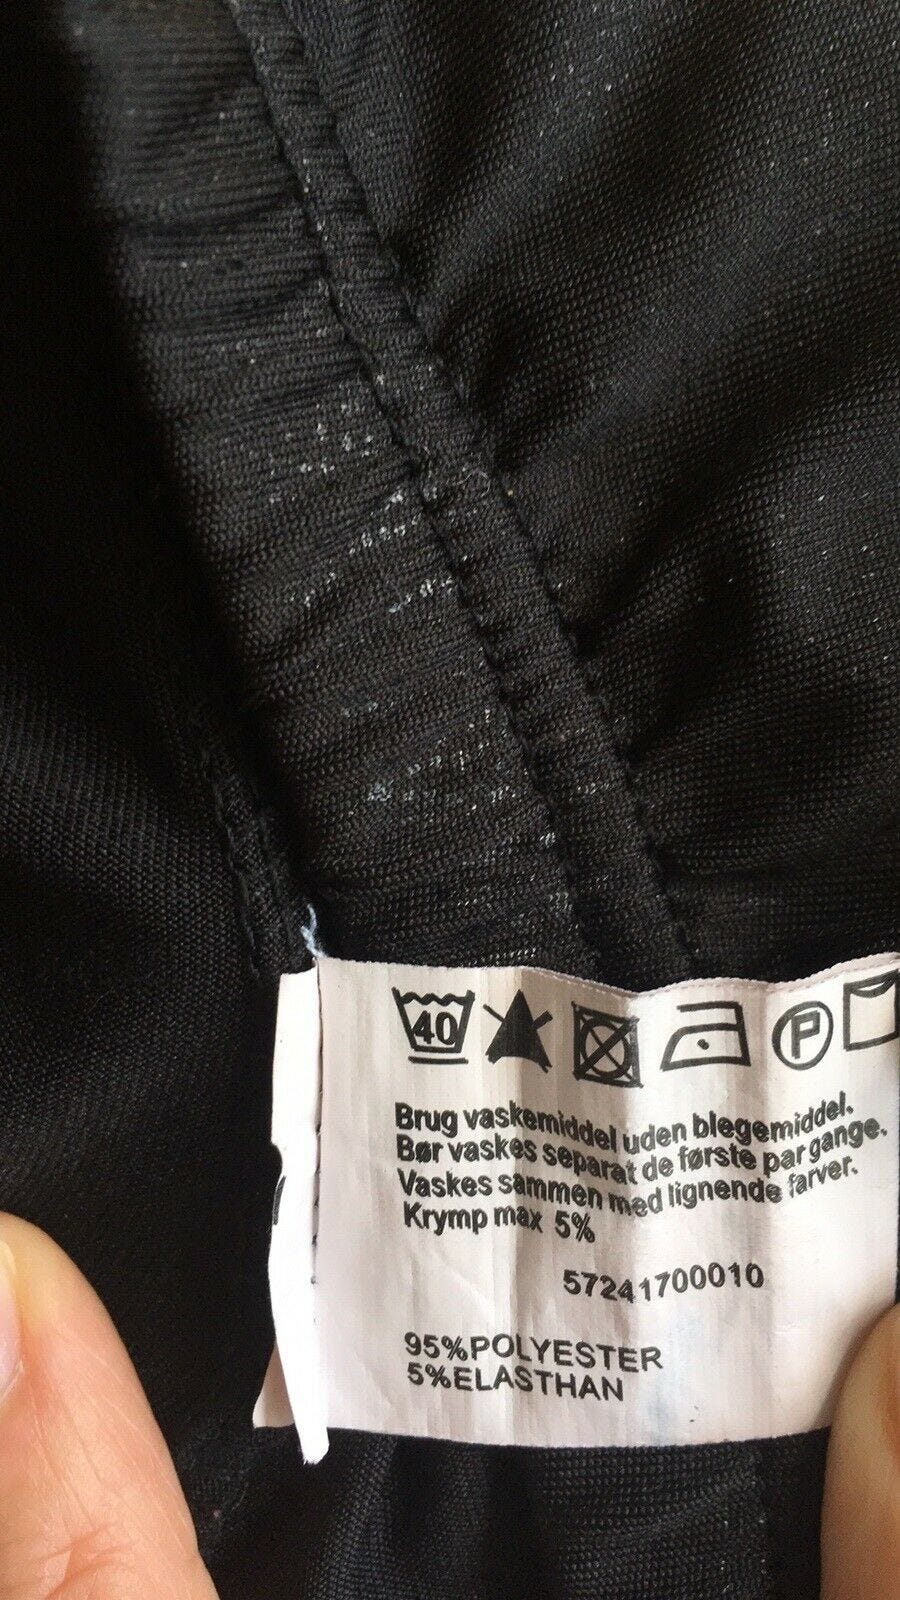 40 P
Brug vaskemiddel uden blegemiddel.
Bør vaskes separat de første par gange.
Vaskes sammen med lignende farver.
Krymp max 5%
57241700010
95%POLYESTER
5%ELASTHAN